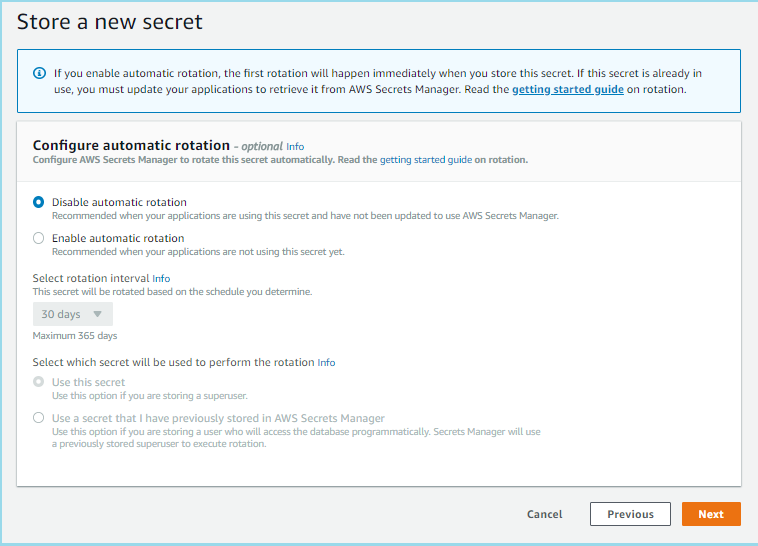 Store a new secret
If you enable automatic rotation, the first rotation will happen immediately when you store this secret. If this secret is already in
use, you must update your applications to retrieve it from AWS Secrets Manager. Read the getting started guide on rotation.
Configure automatic rotation - optional Info
Configure AWS Secrets Manager to rotate this secret automatically. Read the getting started guide on rotation.
Disable automatic rotation
Recommended when your applications are using this secret and have not been updated to use AWS Secrets Manager.
Enable automatic rotation
Recommended when your applications are not using this secret yet.
Select rotation interval Info
This secret will be rotated based on the schedule you determine.
30 days
Maximum 365 days
Select which secret will be used to perform the rotation Info
Use this secret
Use this option if you are storing a superuser.
Use a secret that I have previously stored in AWS Secrets Manager
Use this option if you are storing a user who will access the database programmatically. Secrets Manager will use
a previously stored superuser to execute rotation.
Cancel Previous Next